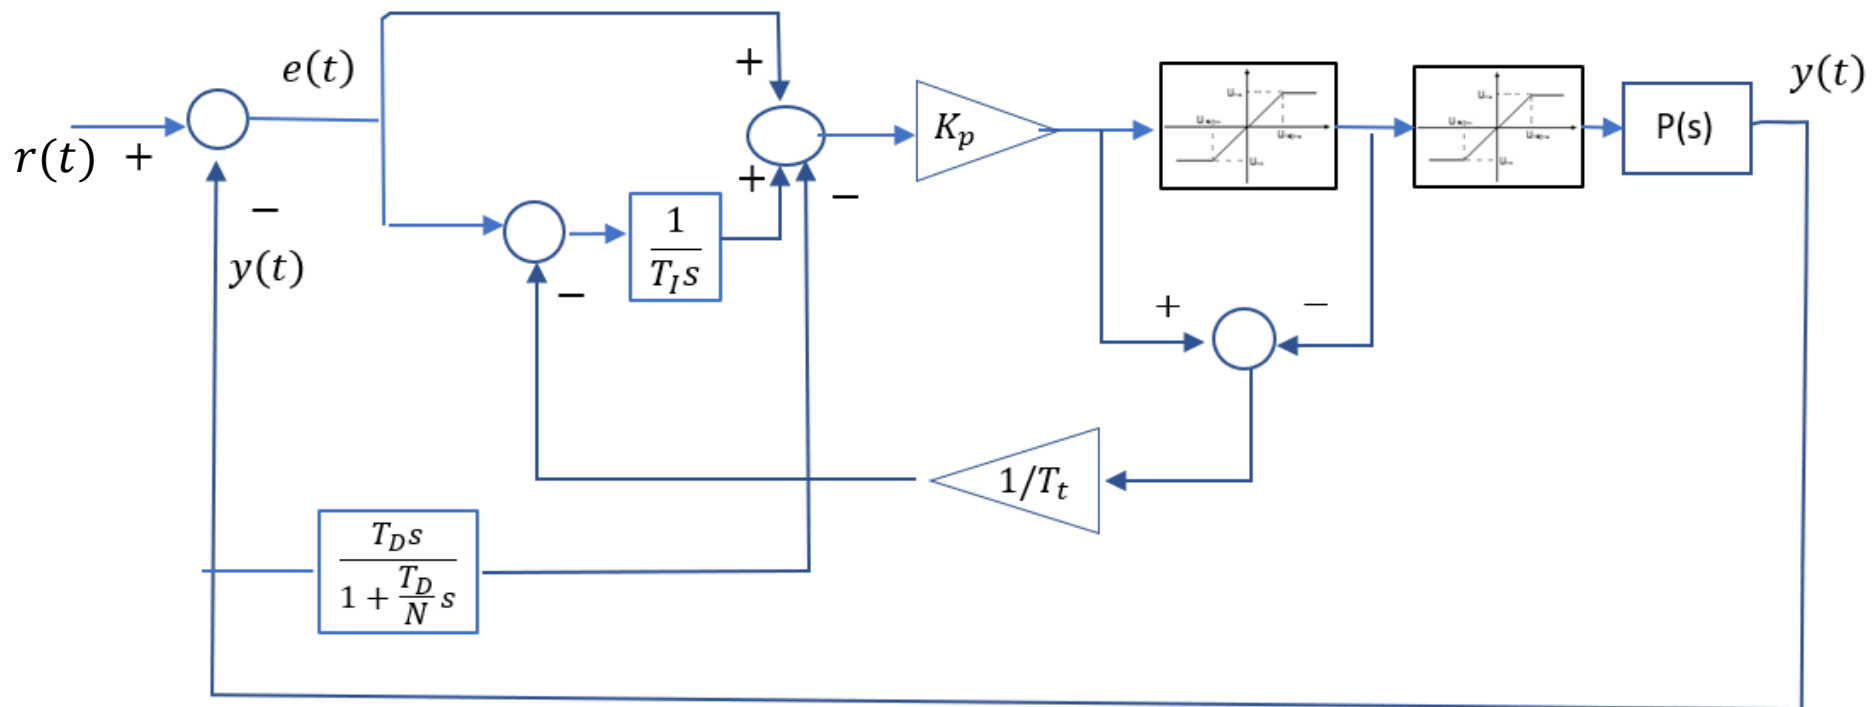 e(t)
y(t)
r(t) +
+
K_p
P(s)
−
y(t)
1
T_I s
+
−
−
+
−
1/T_t
T_D s
1 + T_D/N s